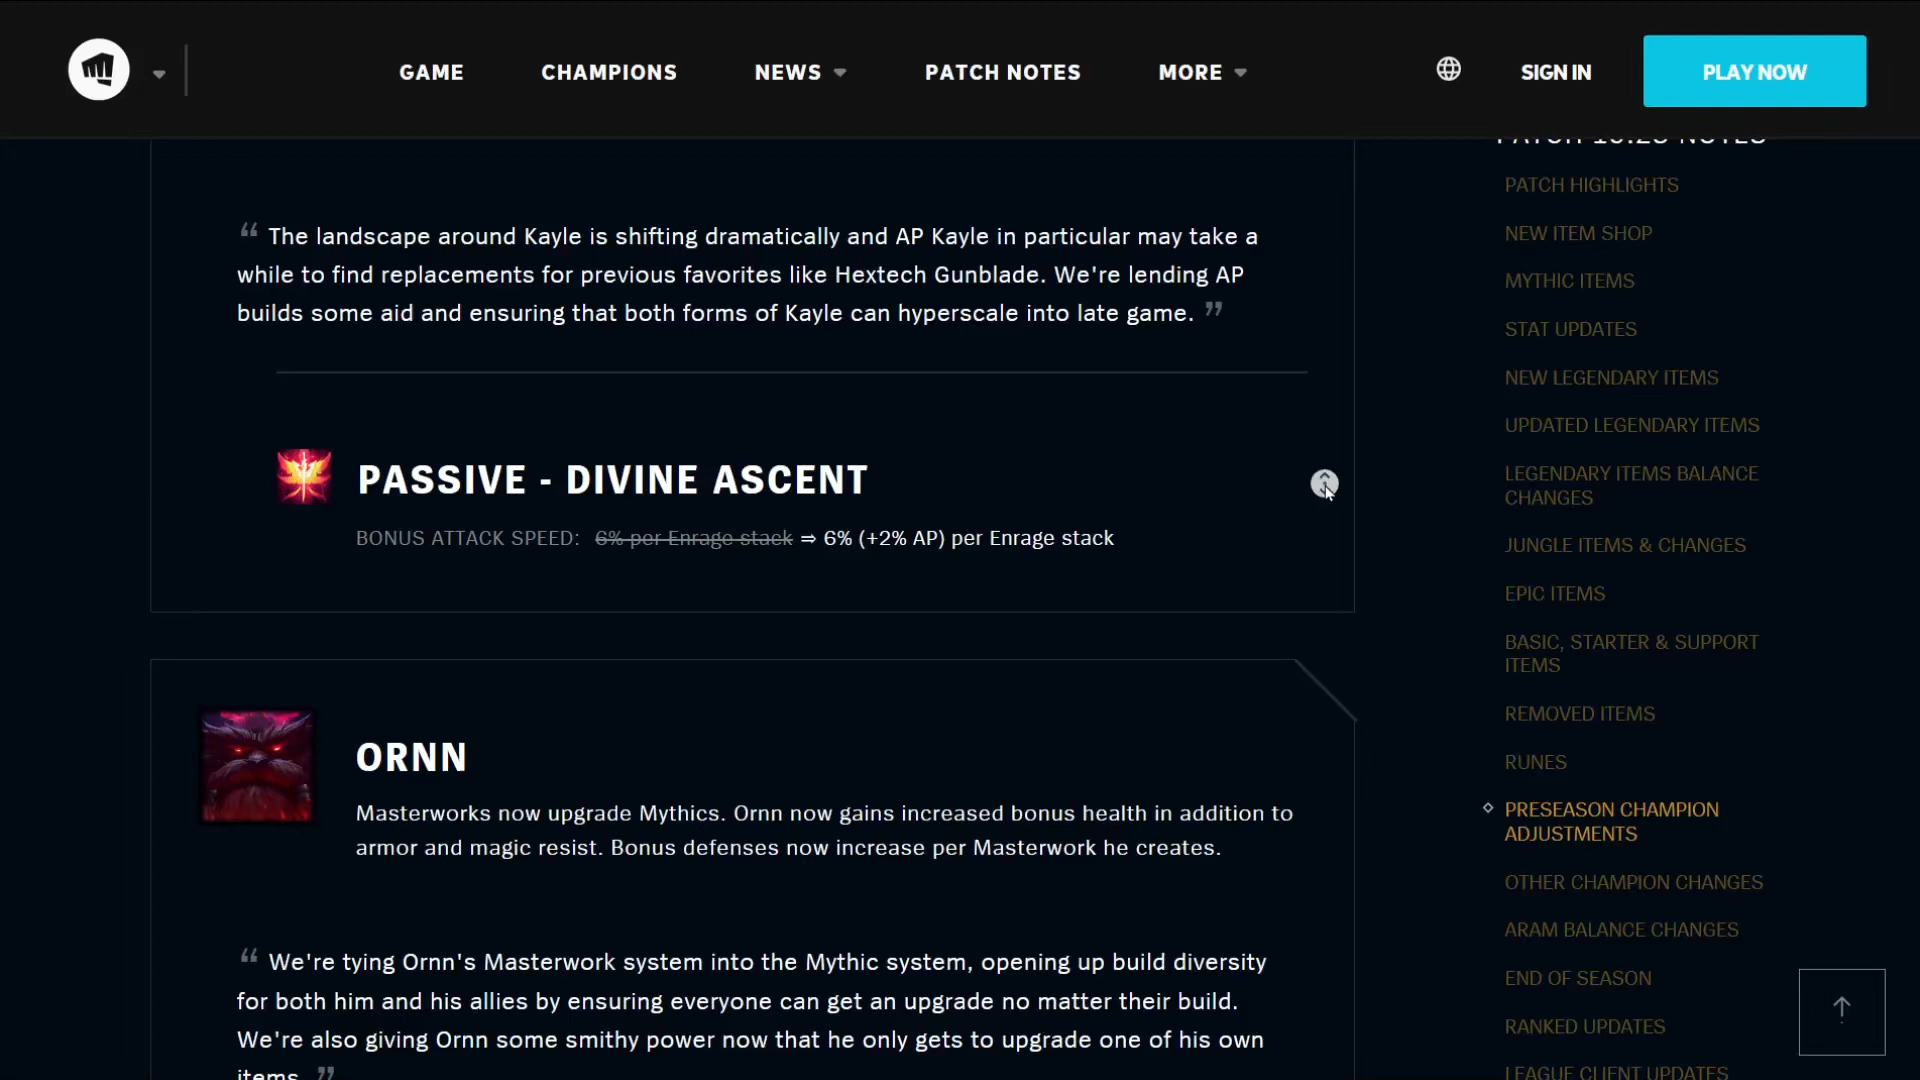 GAME
CHAMPIONS
NEWS
PATCH NOTES
MORE
SIGN IN
PLAY NOW
“ The landscape around Kayle is shifting dramatically and AP Kayle in particular may take a
while to find replacements for previous favorites like Hextech Gunblade. We're lending AP
builds some aid and ensuring that both forms of Kayle can hyperscale into late game. ”
PASSIVE - DIVINE ASCENT
BONUS ATTACK SPEED: 6% per Enrage stack ⇒ 6% (+2% AP) per Enrage stack
ORNN
Masterworks now upgrade Mythics. Ornn now gains increased bonus health in addition to
armor and magic resist. Bonus defenses now increase per Masterwork he creates.
“ We're tying Ornn's Masterwork system into the Mythic system, opening up build diversity
for both him and his allies by ensuring everyone can get an upgrade no matter their build.
We're also giving Ornn some smithy power now that he only gets to upgrade one of his own
items. ”
PATCH 10.23 NOTES
PATCH HIGHLIGHTS
NEW ITEM SHOP
MYTHIC ITEMS
STAT UPDATES
NEW LEGENDARY ITEMS
UPDATED LEGENDARY ITEMS
LEGENDARY ITEMS BALANCE
CHANGES
JUNGLE ITEMS & CHANGES
EPIC ITEMS
BASIC, STARTER & SUPPORT
ITEMS
REMOVED ITEMS
RUNES
PRESEASON CHAMPION
ADJUSTMENTS
OTHER CHAMPION CHANGES
ARAM BALANCE CHANGES
END OF SEASON
RANKED UPDATES
LEAGUE CLIENT UPDATES